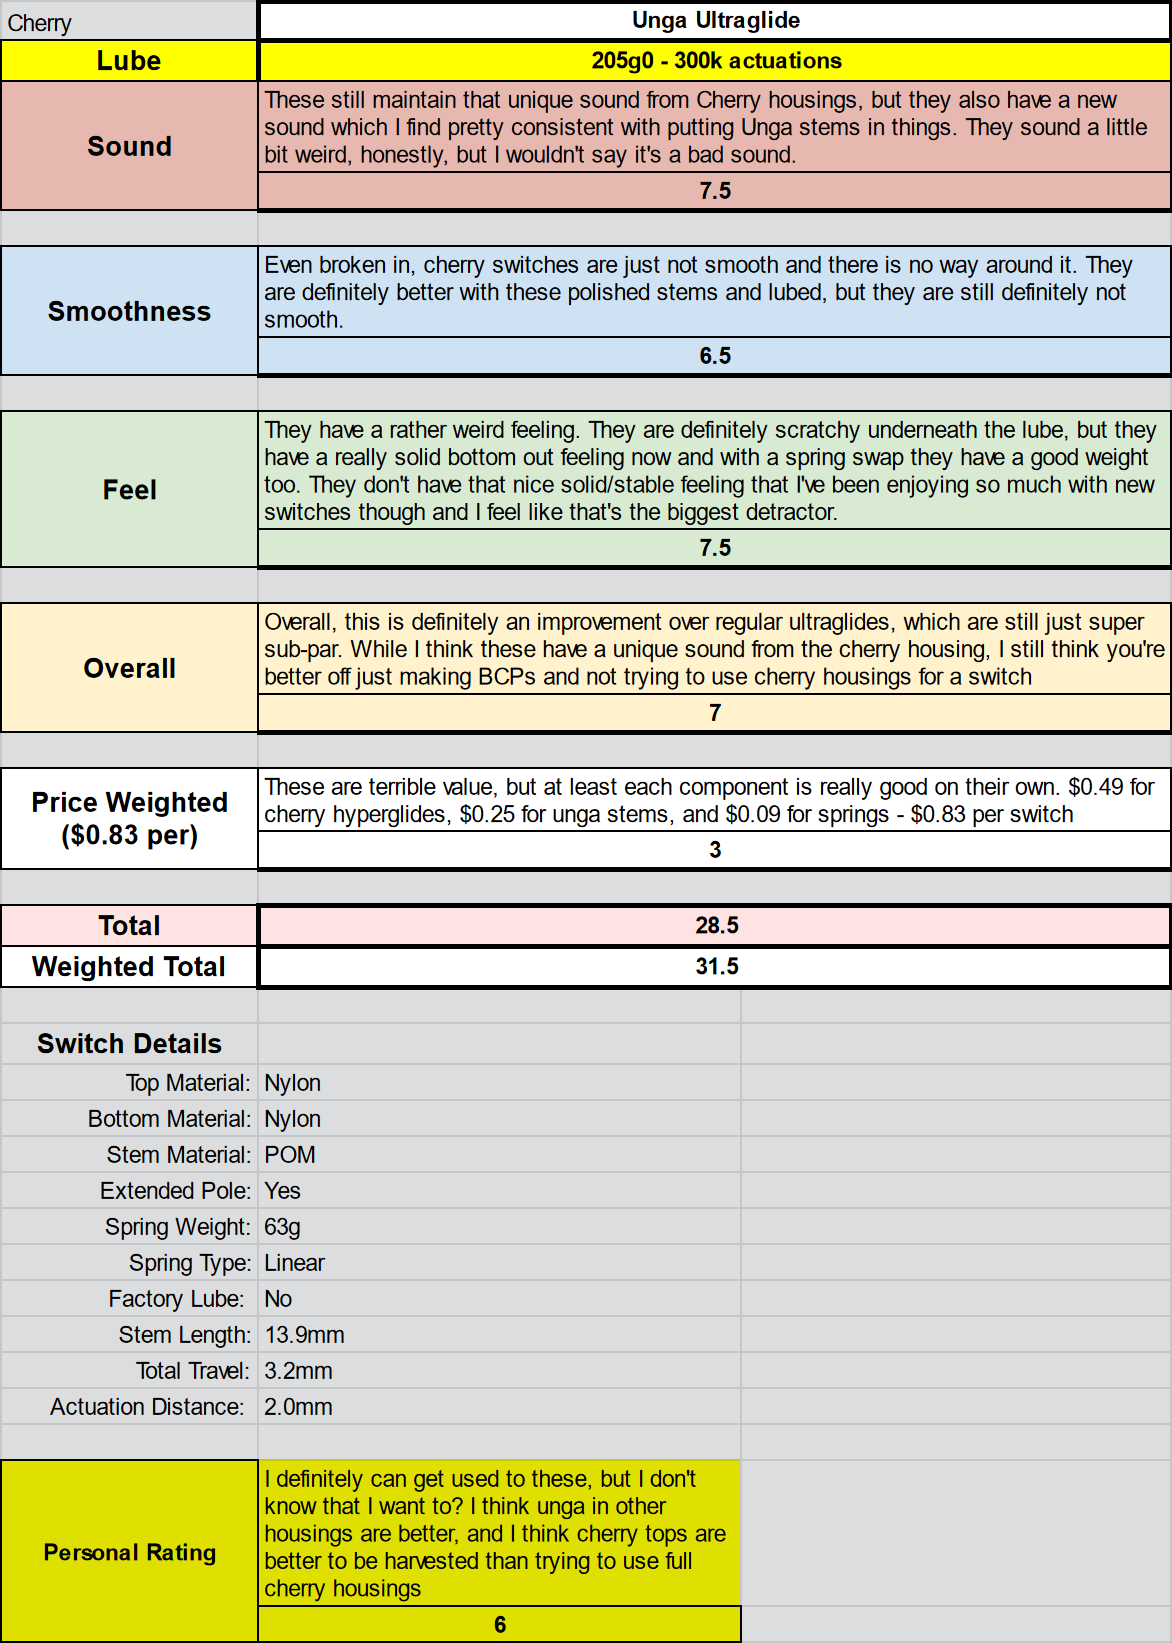 Cherry
Unga Ultraglide
Lube
205g0 - 300k actuations
Sound
These still maintain that unique sound from Cherry housings, but they also have a new
sound which I find pretty consistent with putting Unga stems in things. They sound a little
bit weird, honestly, but I wouldn't say it's a bad sound.
7.5
Smoothness
Even broken in, cherry switches are just not smooth and there is no way around it. They
are definitely better with these polished stems and lubed, but they are still definitely not
smooth.
6.5
Feel
They have a rather weird feeling. They are definitely scratchy underneath the lube, but they
have a really solid bottom out feeling now and with a spring swap they have a good weight
too. They don't have that nice solid/stable feeling that I've been enjoying so much with new
switches though and I feel like that's the biggest detractor.
7.5
Overall
Overall, this is definitely an improvement over regular ultraglides, which are still just super
sub-par. While I think these have a unique sound from the cherry housing, I still think you're
better off just making BCPs and not trying to use cherry housings for a switch
7
Price Weighted
($0.83 per)
These are terrible value, but at least each component is really good on their own. $0.49 for
cherry hyperglides, $0.25 for unga stems, and $0.09 for springs - $0.83 per switch
3
Total
28.5
Weighted Total
31.5
Switch Details
Top Material: Nylon
Bottom Material: Nylon
Stem Material: POM
Extended Pole: Yes
Spring Weight: 63g
Spring Type: Linear
Factory Lube: No
Stem Length: 13.9mm
Total Travel: 3.2mm
Actuation Distance: 2.0mm
Personal Rating
I definitely can get used to these, but I don't
know that I want to? I think unga in other
housings are better, and I think cherry tops are
better to be harvested than trying to use full
cherry housings
6